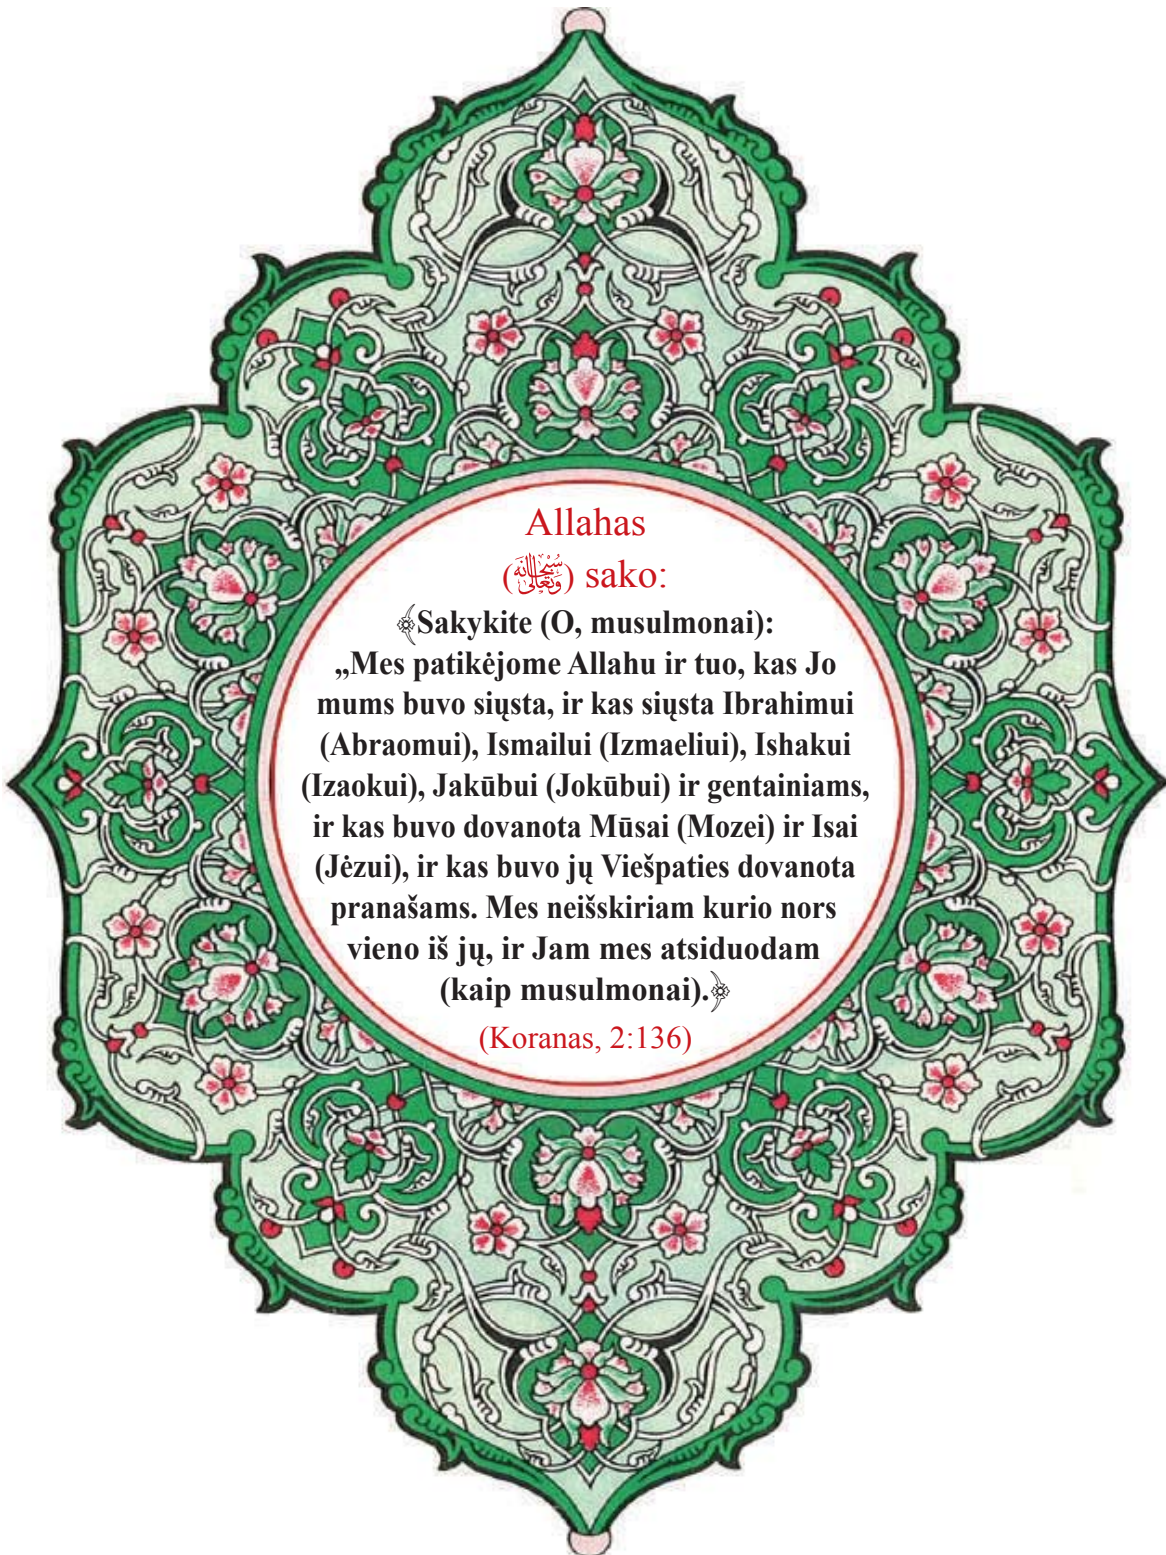 Allahas
(سُبْحَانَهُ وَتَعَالَى) sako:
﴾Sakykite (O, musulmonai):
„Mes patikėjome Allahu ir tuo, kas Jo
mums buvo siųsta, ir kas siųsta Ibrahimui
(Abraomui), Ismailui (Izmaeliui), Ishakui
(Izaokui), Jakūbui (Jokūbui) ir gentainiams,
ir kas buvo dovanota Mūsai (Mozei) ir Isai
(Jėzui), ir kas buvo jų Viešpaties dovanota
pranašams. Mes neišskiriam kurio nors
vieno iš jų, ir Jam mes atsiduodam
(kaip musulmonai).﴿
(Koranas, 2:136)